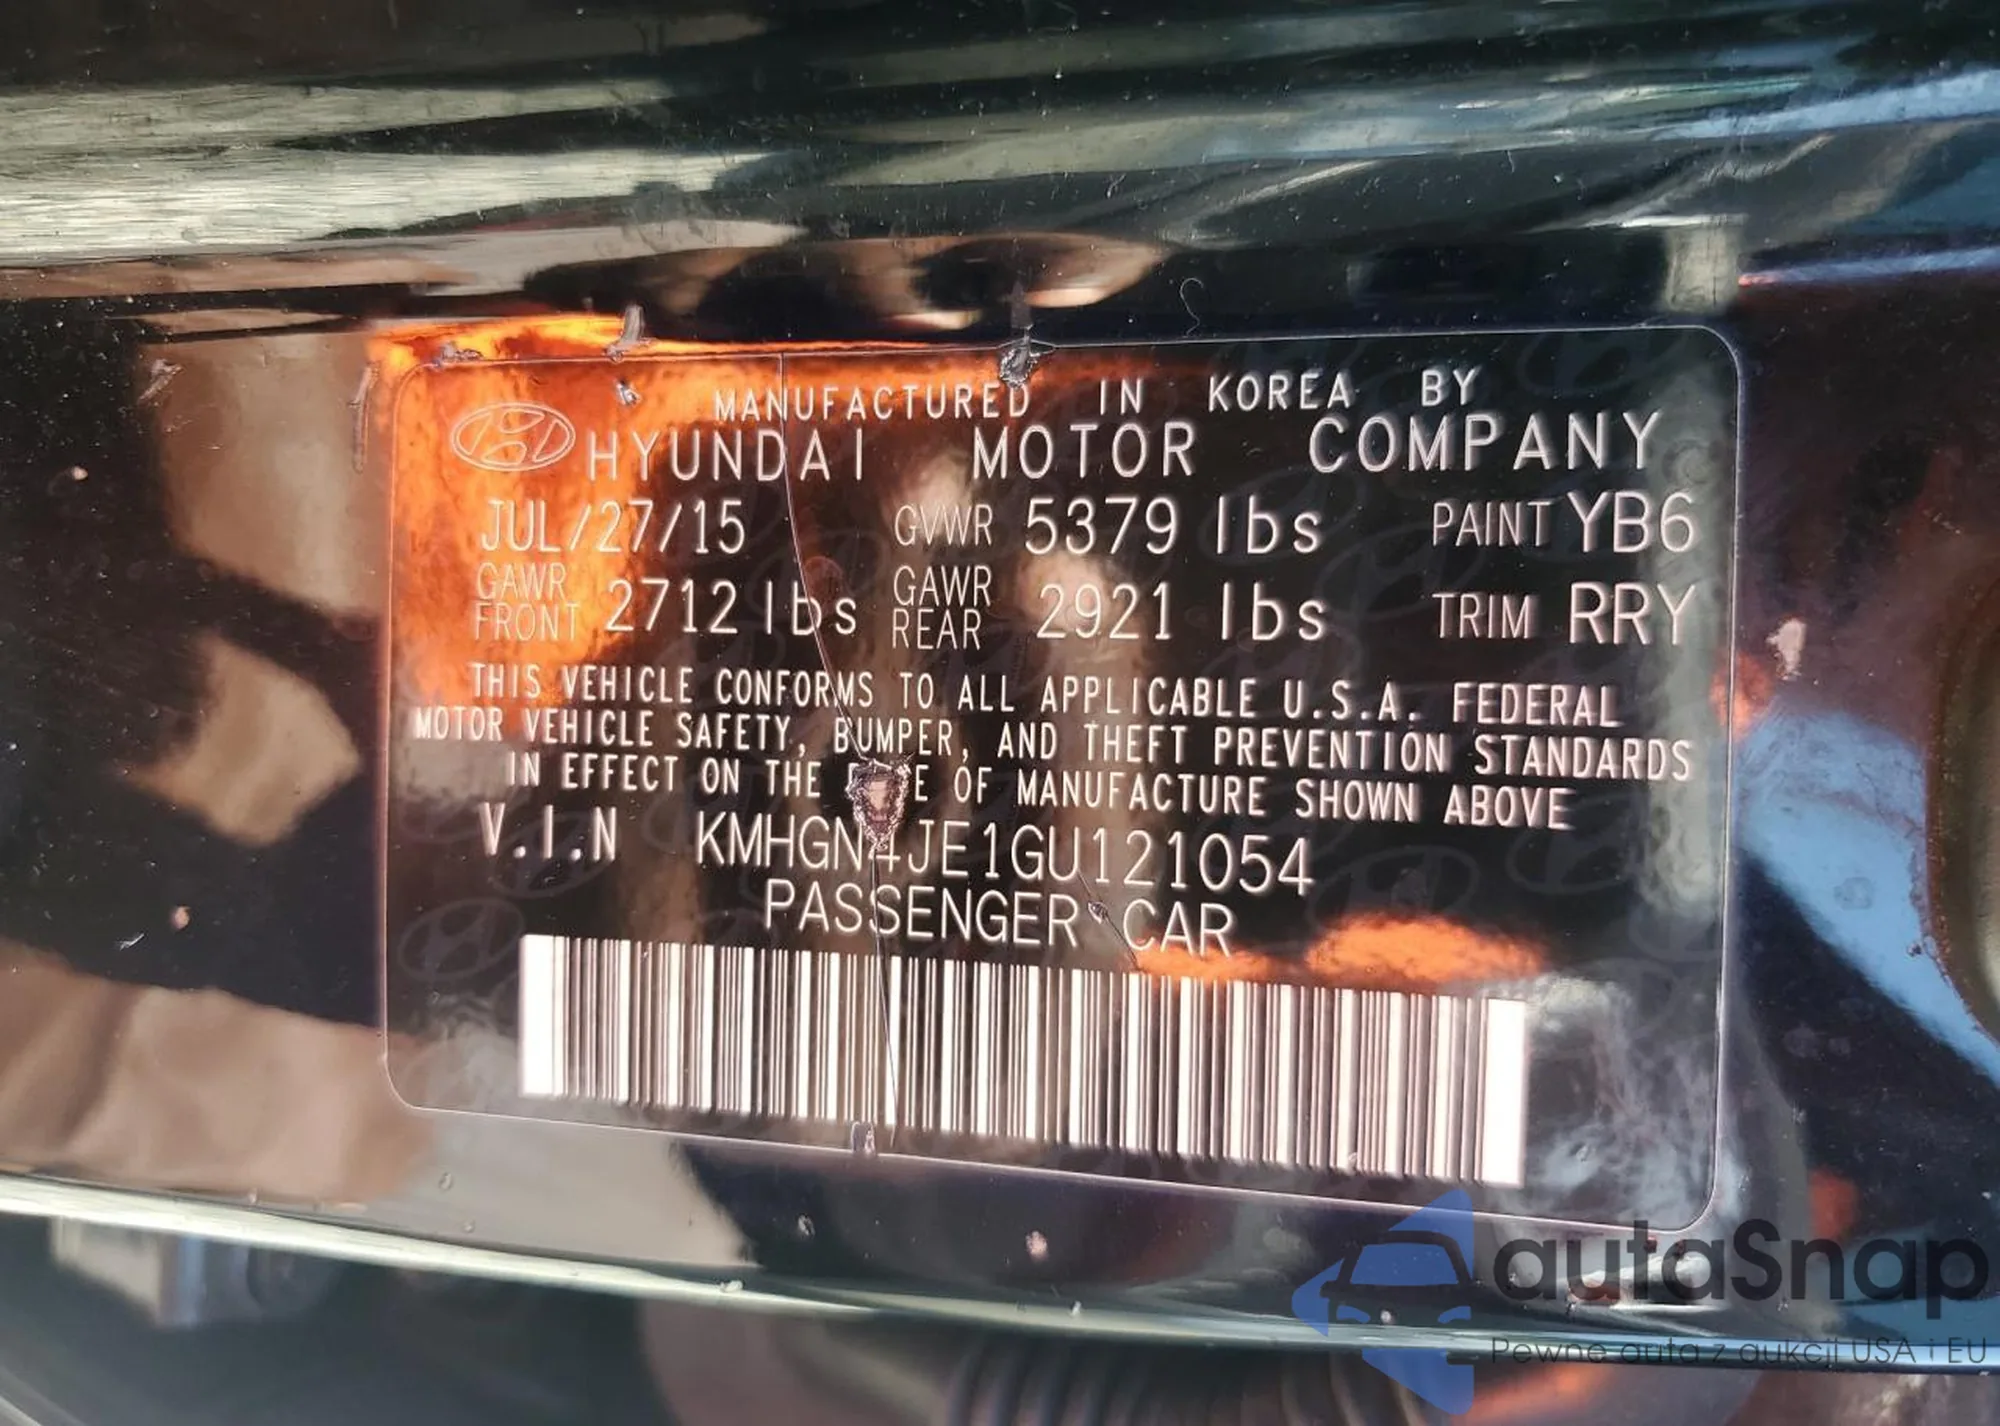 MANUFACTURED IN KOREA BY
HYUNDAI MOTOR COMPANY
JUL/27/15 GVWR 5379 lbs PAINT YB6
GAWR FRONT 2712 lbs GAWR REAR 2921 lbs TRIM RRY
THIS VEHICLE CONFORMS TO ALL APPLICABLE U.S.A. FEDERAL
MOTOR VEHICLE SAFETY, BUMPER, AND THEFT PREVENTION STANDARDS
IN EFFECT ON THE E OF MANUFACTURE SHOWN ABOVE
V.I.N KMHGN4JE1GU121054
PASSENGER CAR
autaSnap
Pewne auta z aukcji USA i EU